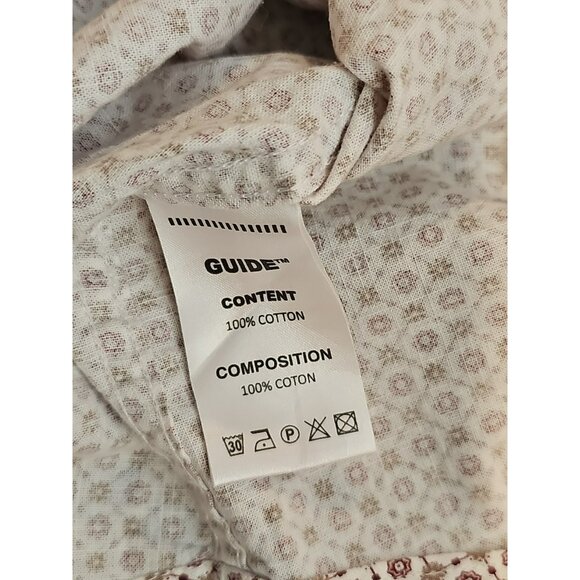 GUIDE™
CONTENT
100% COTTON
COMPOSITION
100% COTON
30 P